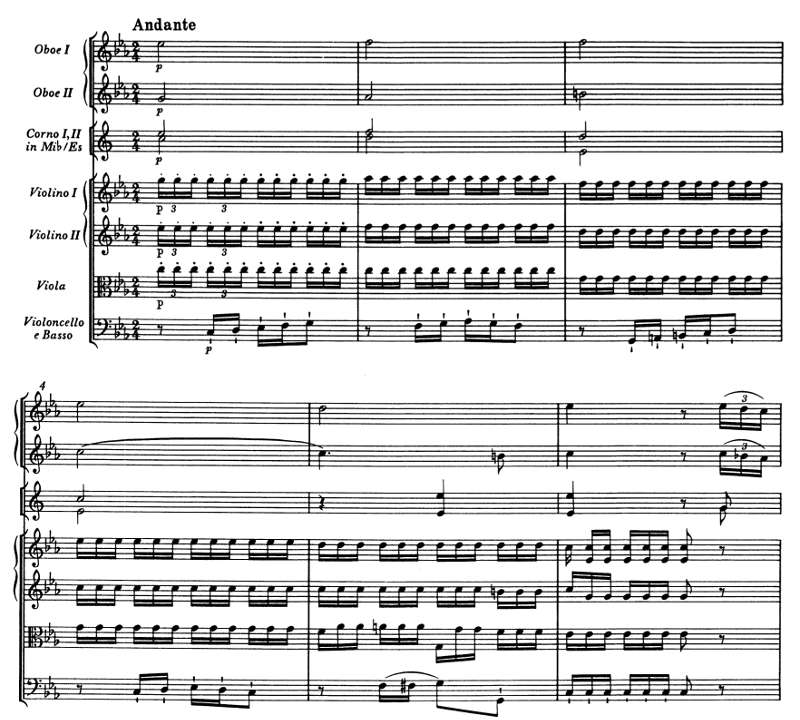 Andante
Oboe I
p
Oboe II
p
Corno I, II
in Mi♭/Es
p
Violino I
p 3 3
Violino II
p 3 3
Viola
3 3
p
Violoncello
e Basso
p
4
3
3